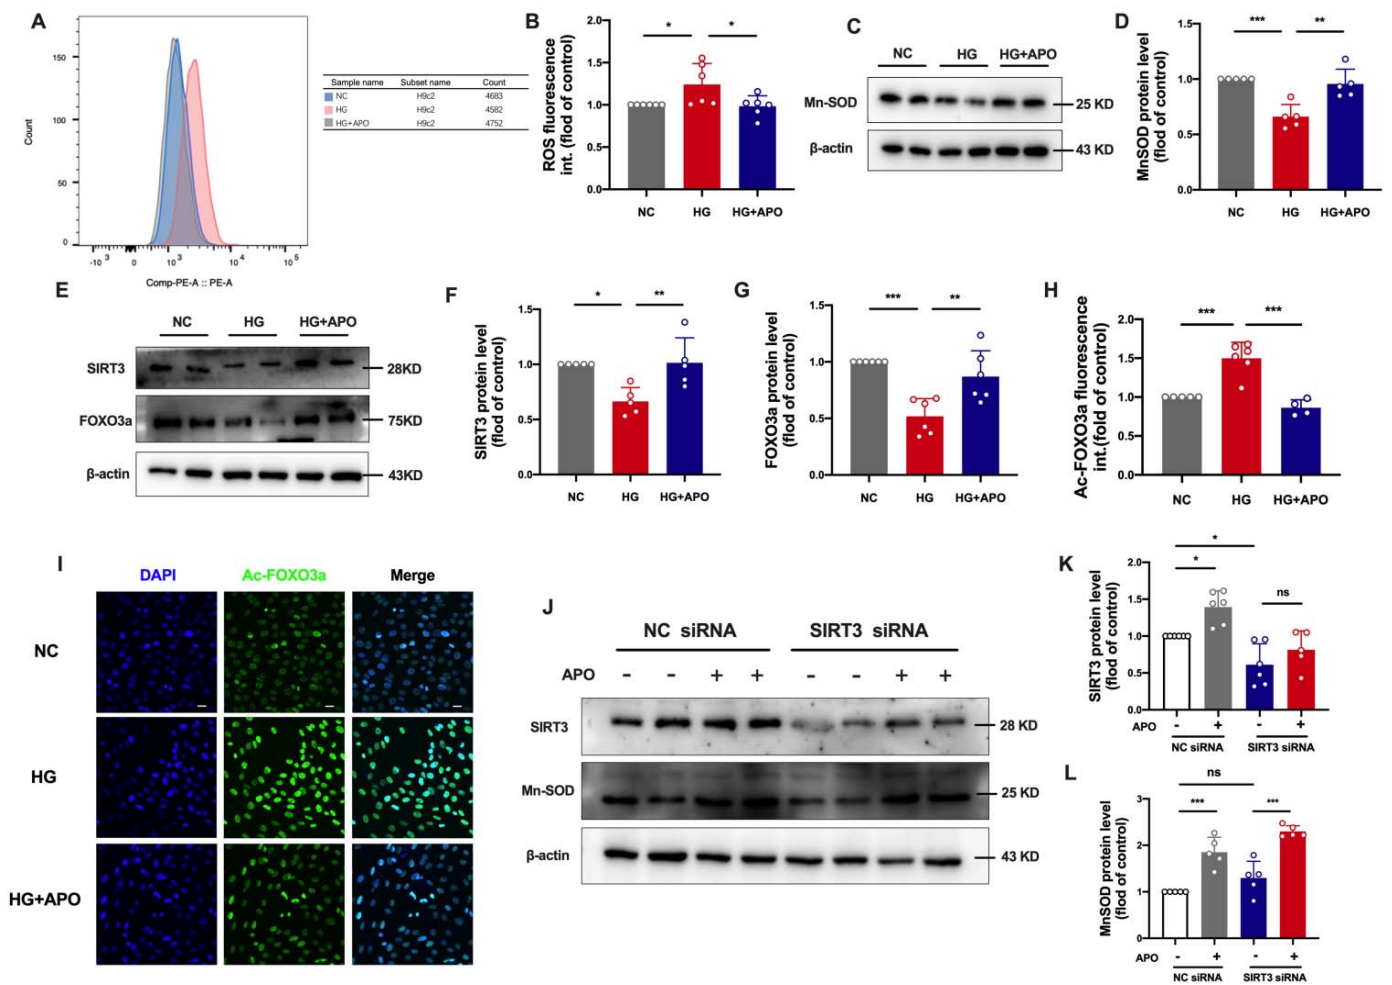 A
Count
150
100
50
0
-10 3
0
10 3
10 4
10 5
Comp-PE-A :: PE-A
Sample name Subset name Count
NC H9c2 4683
HG H9c2 4582
HG+APO H9c2 4752
B
ROS fluorescence
int. (flod of control)
2.0
1.5
1.0
0.5
0.0
* *
NC HG HG+APO
C
NC HG HG+APO
Mn-SOD 25 KD
β-actin 43 KD
D
MnSOD protein level
(flod of control)
1.5
1.0
0.5
0.0
*** **
NC HG HG+APO
E
NC HG HG+APO
SIRT3 28KD
FOXO3a 75KD
β-actin 43KD
F
SIRT3 protein level
(flod of control)
1.5
1.0
0.5
0.0
* **
NC HG HG+APO
G
FOXO3a protein level
(flod of control)
1.5
1.0
0.5
0.0
*** **
NC HG HG+APO
H
Ac-FOXO3a fluorescence
int.(fold of control)
2.0
1.5
1.0
0.5
0.0
*** ***
NC HG HG+APO
I
DAPI Ac-FOXO3a Merge
NC
HG
HG+APO
J
NC siRNA SIRT3 siRNA
APO - - + + - - + +
SIRT3 28 KD
Mn-SOD 25 KD
β-actin 43 KD
K
SIRT3 protein level
(flod of control)
2.0
1.5
1.0
0.5
0.0
*
*
ns
APO - + - +
NC siRNA SIRT3 siRNA
L
MnSOD protein level
(flod of control)
3
2
1
0
ns
*** ***
APO - + - +
NC siRNA SIRT3 siRNA